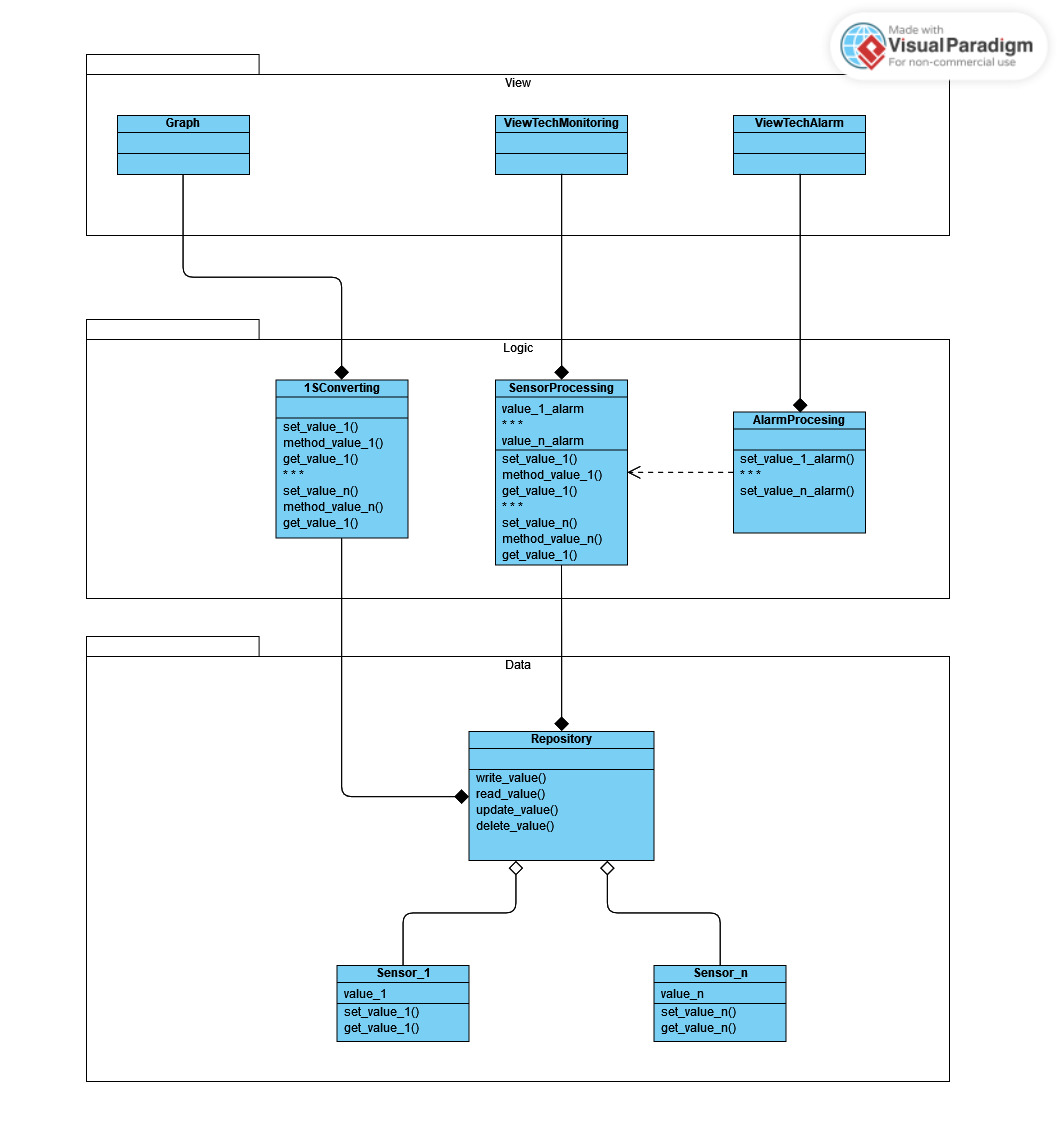 Made with
Visual Paradigm
For non-commercial use
View
Graph
ViewTechMonitoring
ViewTechAlarm
Logic
1SConverting
set_value_1()
method_value_1()
get_value_1()
* * *
set_value_n()
method_value_n()
get_value_1()
SensorProcessing
value_1_alarm
* * *
value_n_alarm
set_value_1()
method_value_1()
get_value_1()
* * *
set_value_n()
method_value_n()
get_value_1()
AlarmProcesing
set_value_1_alarm()
* * *
set_value_n_alarm()
Data
Repository
write_value()
read_value()
update_value()
delete_value()
Sensor_1
value_1
set_value_1()
get_value_1()
Sensor_n
value_n
set_value_n()
get_value_n()